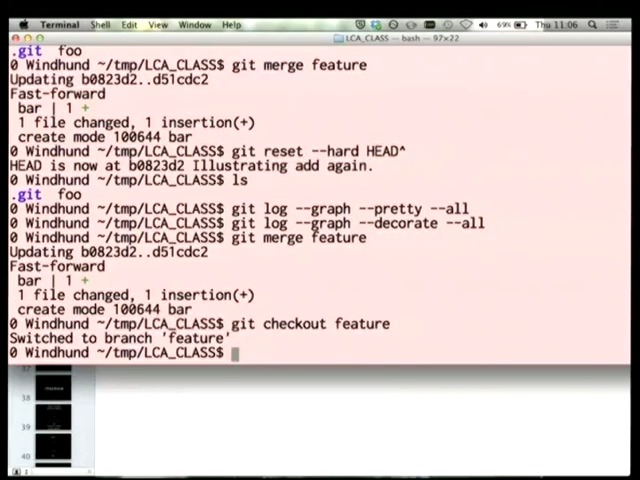 Terminal Shell Edit View Window Help 69% Thu 11:06
LCA_CLASS — bash — 97×22
.git foo
0 Windhund ~/tmp/LCA_CLASS$ git merge feature
Updating b0823d2..d51cdc2
Fast-forward
bar | 1 +
1 file changed, 1 insertion(+)
create mode 100644 bar
0 Windhund ~/tmp/LCA_CLASS$ git reset --hard HEAD^
HEAD is now at b0823d2 Illustrating add again.
0 Windhund ~/tmp/LCA_CLASS$ ls
.git foo
0 Windhund ~/tmp/LCA_CLASS$ git log --graph --pretty --all
0 Windhund ~/tmp/LCA_CLASS$ git log --graph --decorate --all
0 Windhund ~/tmp/LCA_CLASS$ git merge feature
Updating b0823d2..d51cdc2
Fast-forward
bar | 1 +
1 file changed, 1 insertion(+)
create mode 100644 bar
0 Windhund ~/tmp/LCA_CLASS$ git checkout feature
Switched to branch 'feature'
0 Windhund ~/tmp/LCA_CLASS$
37
38
39
40